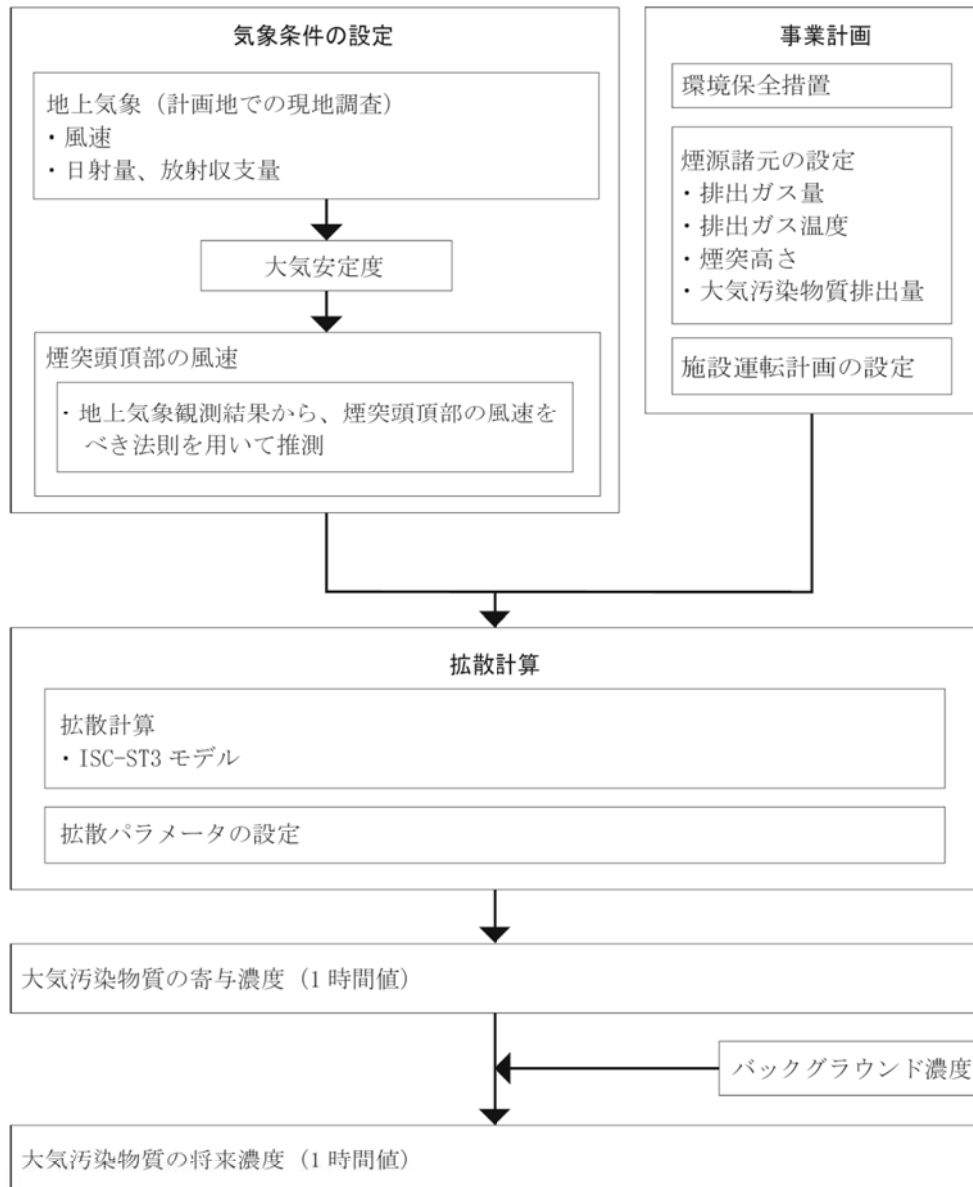 気象条件の設定
地上気象（計画地での現地調査）
・風速
・日射量、放射収支量
大気安定度
煙突頭頂部の風速
・地上気象観測結果から、煙突頭頂部の風速を
べき法則を用いて推測
事業計画
環境保全措置
煙源諸元の設定
・排出ガス量
・排出ガス温度
・煙突高さ
・大気汚染物質排出量
施設運転計画の設定
拡散計算
拡散計算
・ISC-ST3 モデル
拡散パラメータの設定
大気汚染物質の寄与濃度（1 時間値）
バックグラウンド濃度
大気汚染物質の将来濃度（1 時間値）